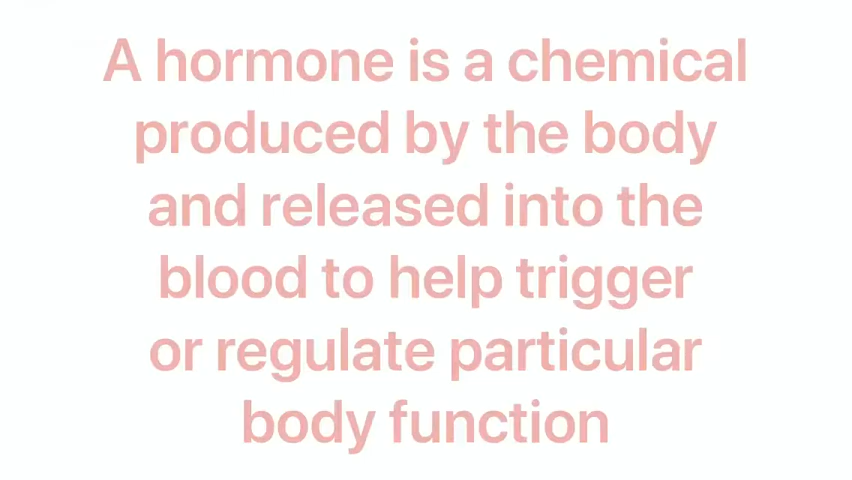 A hormone is a chemical
produced by the body
and released into the
blood to help trigger
or regulate particular
body function